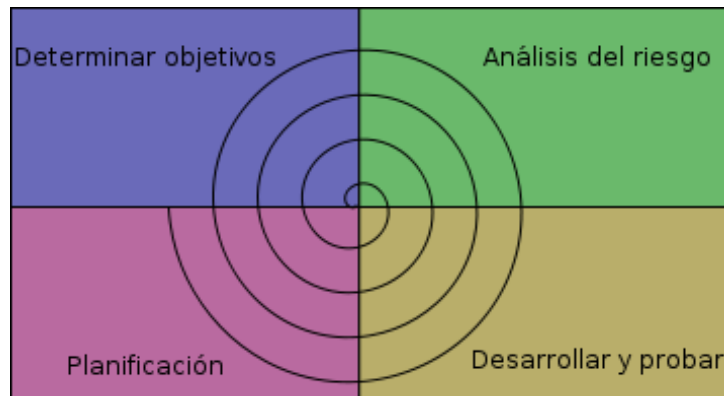 Determinar objetivos
Análisis del riesgo
Planificación
Desarrollar y probar